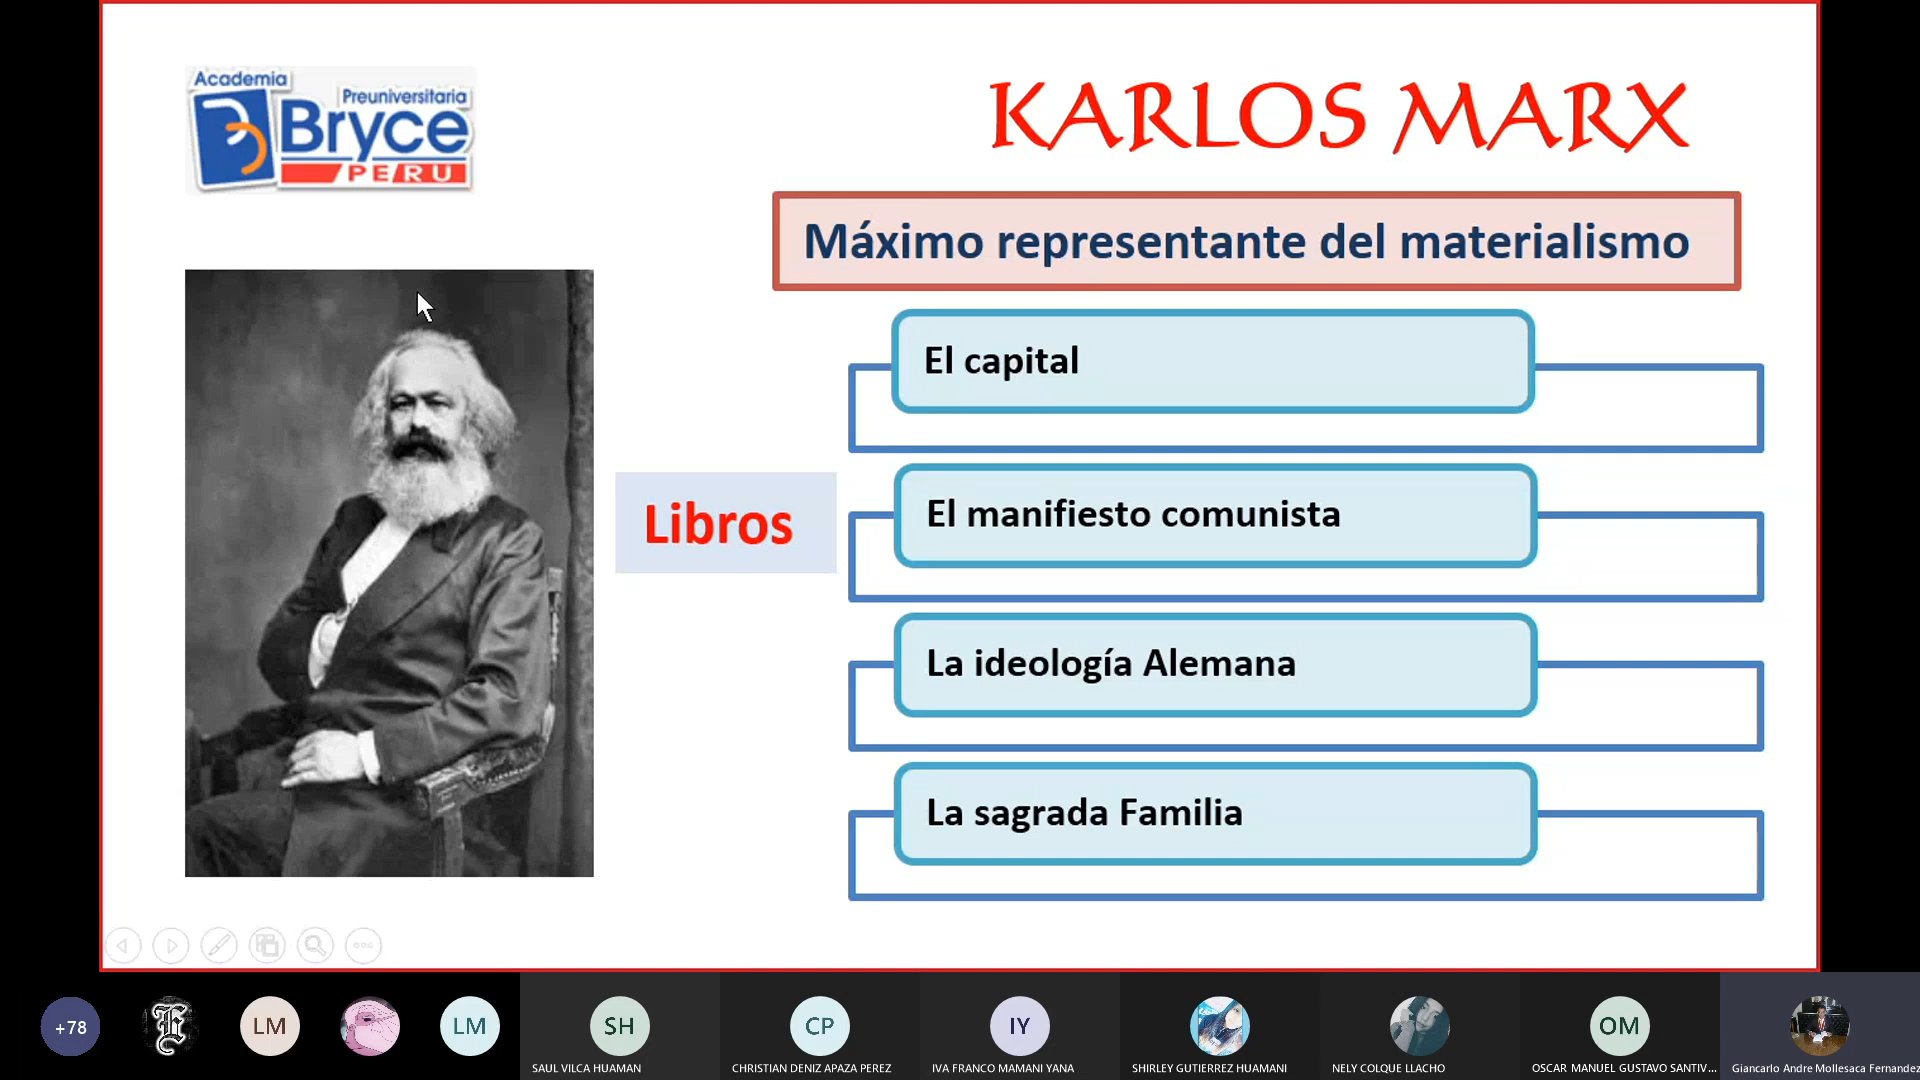 Academia
Preuniversitaria
Bryce
PERU
KARLOS MARX
Máximo representante del materialismo
El capital
Libros
El manifiesto comunista
La ideología Alemana
La sagrada Familia
+78
LM
LM
SH
CP
IY
OM
SAUL VILCA HUAMAN
CHRISTIAN DENIZ APAZA PEREZ
IVA FRANCO MAMANI YANA
SHIRLEY GUTIERREZ HUAMANI
NELY COLQUE LLACHO
OSCAR MANUEL GUSTAVO SANTIV...
Giancarlo Andre Mollesaca Fernandez